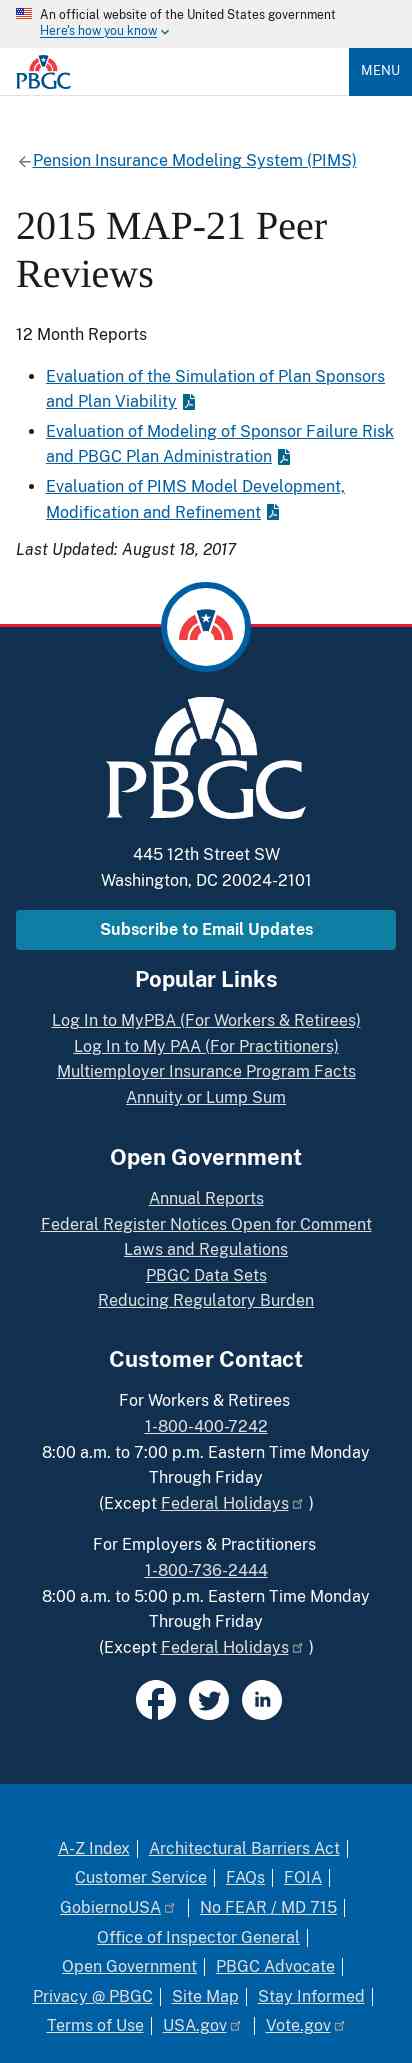 An official website of the United States government
Here's how you know
PBGC
MENU
Pension Insurance Modeling System (PIMS)
2015 MAP-21 Peer
Reviews
12 Month Reports
Evaluation of the Simulation of Plan Sponsors
and Plan Viability
Evaluation of Modeling of Sponsor Failure Risk
and PBGC Plan Administration
Evaluation of PIMS Model Development,
Modification and Refinement
Last Updated: August 18, 2017
PBGC
445 12th Street SW
Washington, DC 20024-2101
Subscribe to Email Updates
Popular Links
Log In to MyPBA (For Workers & Retirees)
Log In to My PAA (For Practitioners)
Multiemployer Insurance Program Facts
Annuity or Lump Sum
Open Government
Annual Reports
Federal Register Notices Open for Comment
Laws and Regulations
PBGC Data Sets
Reducing Regulatory Burden
Customer Contact
For Workers & Retirees
1-800-400-7242
8:00 a.m. to 7:00 p.m. Eastern Time Monday
Through Friday
(Except Federal Holidays )
For Employers & Practitioners
1-800-736-2444
8:00 a.m. to 5:00 p.m. Eastern Time Monday
Through Friday
(Except Federal Holidays )
in
A-Z Index | Architectural Barriers Act |
Customer Service | FAQs | FOIA |
GobiernoUSA | No FEAR / MD 715 |
Office of Inspector General |
Open Government | PBGC Advocate |
Privacy @ PBGC | Site Map | Stay Informed |
Terms of Use | USA.gov | Vote.gov